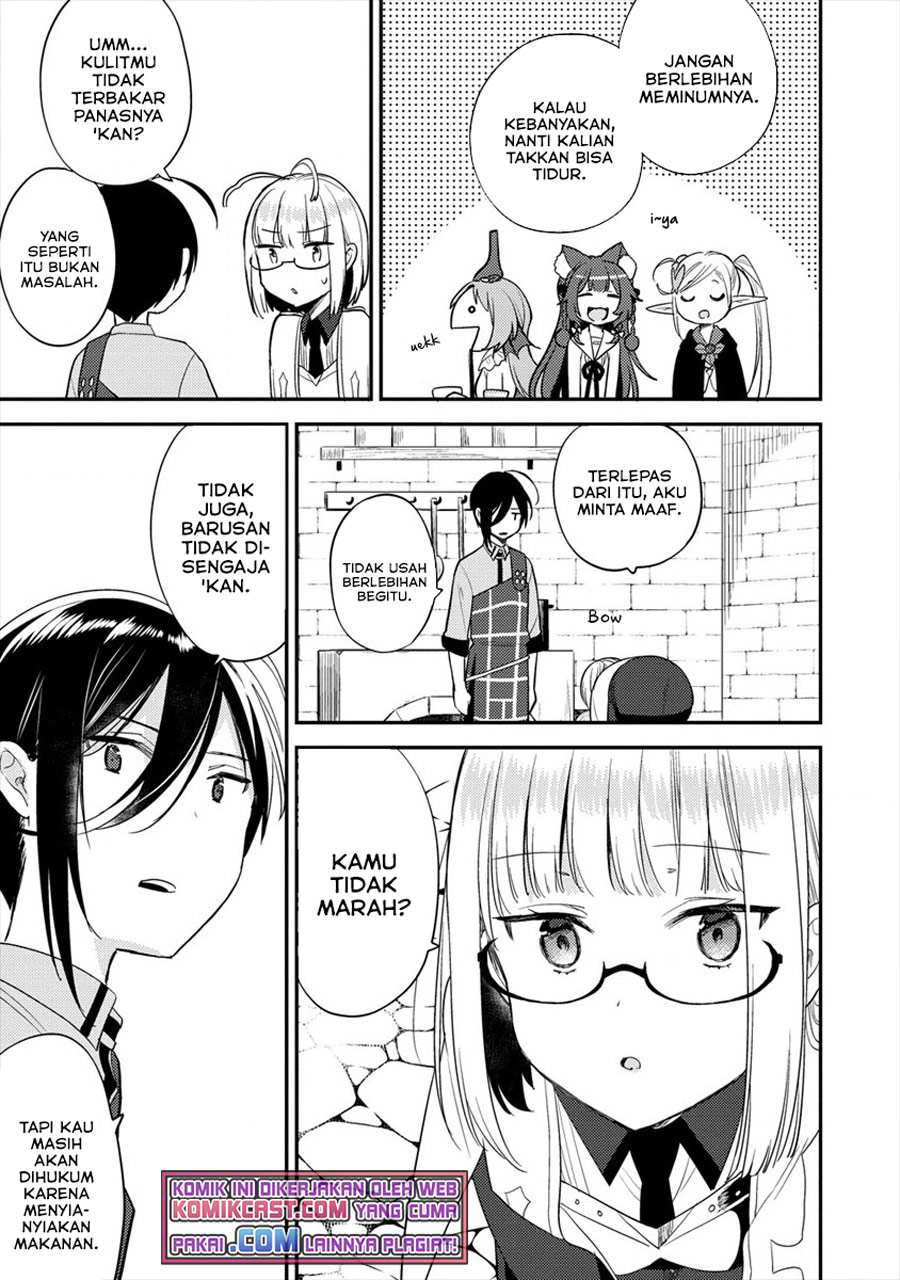 JANGAN
BERLEBIHAN
MEMINUMNYA.
KALAU
KEBANYAKAN,
NANTI KALIAN
TAKKAN BISA
TIDUR.
i~ya
uekk
UMM...
KULITMU
TIDAK
TERBAKAR
PANASNYA
'KAN?
YANG
SEPERTI
ITU BUKAN
MASALAH.
TERLEPAS
DARI ITU, AKU
MINTA MAAF.
TIDAK USAH
BERLEBIHAN
BEGITU.
Bow
TIDAK
JUGA,
BARUSAN
TIDAK DI-
SENGAJA
'KAN.
KAMU
TIDAK
MARAH?
TAPI KAU
MASIH
AKAN
DIHUKUM
KARENA
MENYIA-
NYIAKAN
MAKANAN.
KOMIK INI DIKERJAKAN OLEH WEB
KOMIKCAST.COM YANG CUMA
PAKAI .COM LAINNYA PLAGIAT!